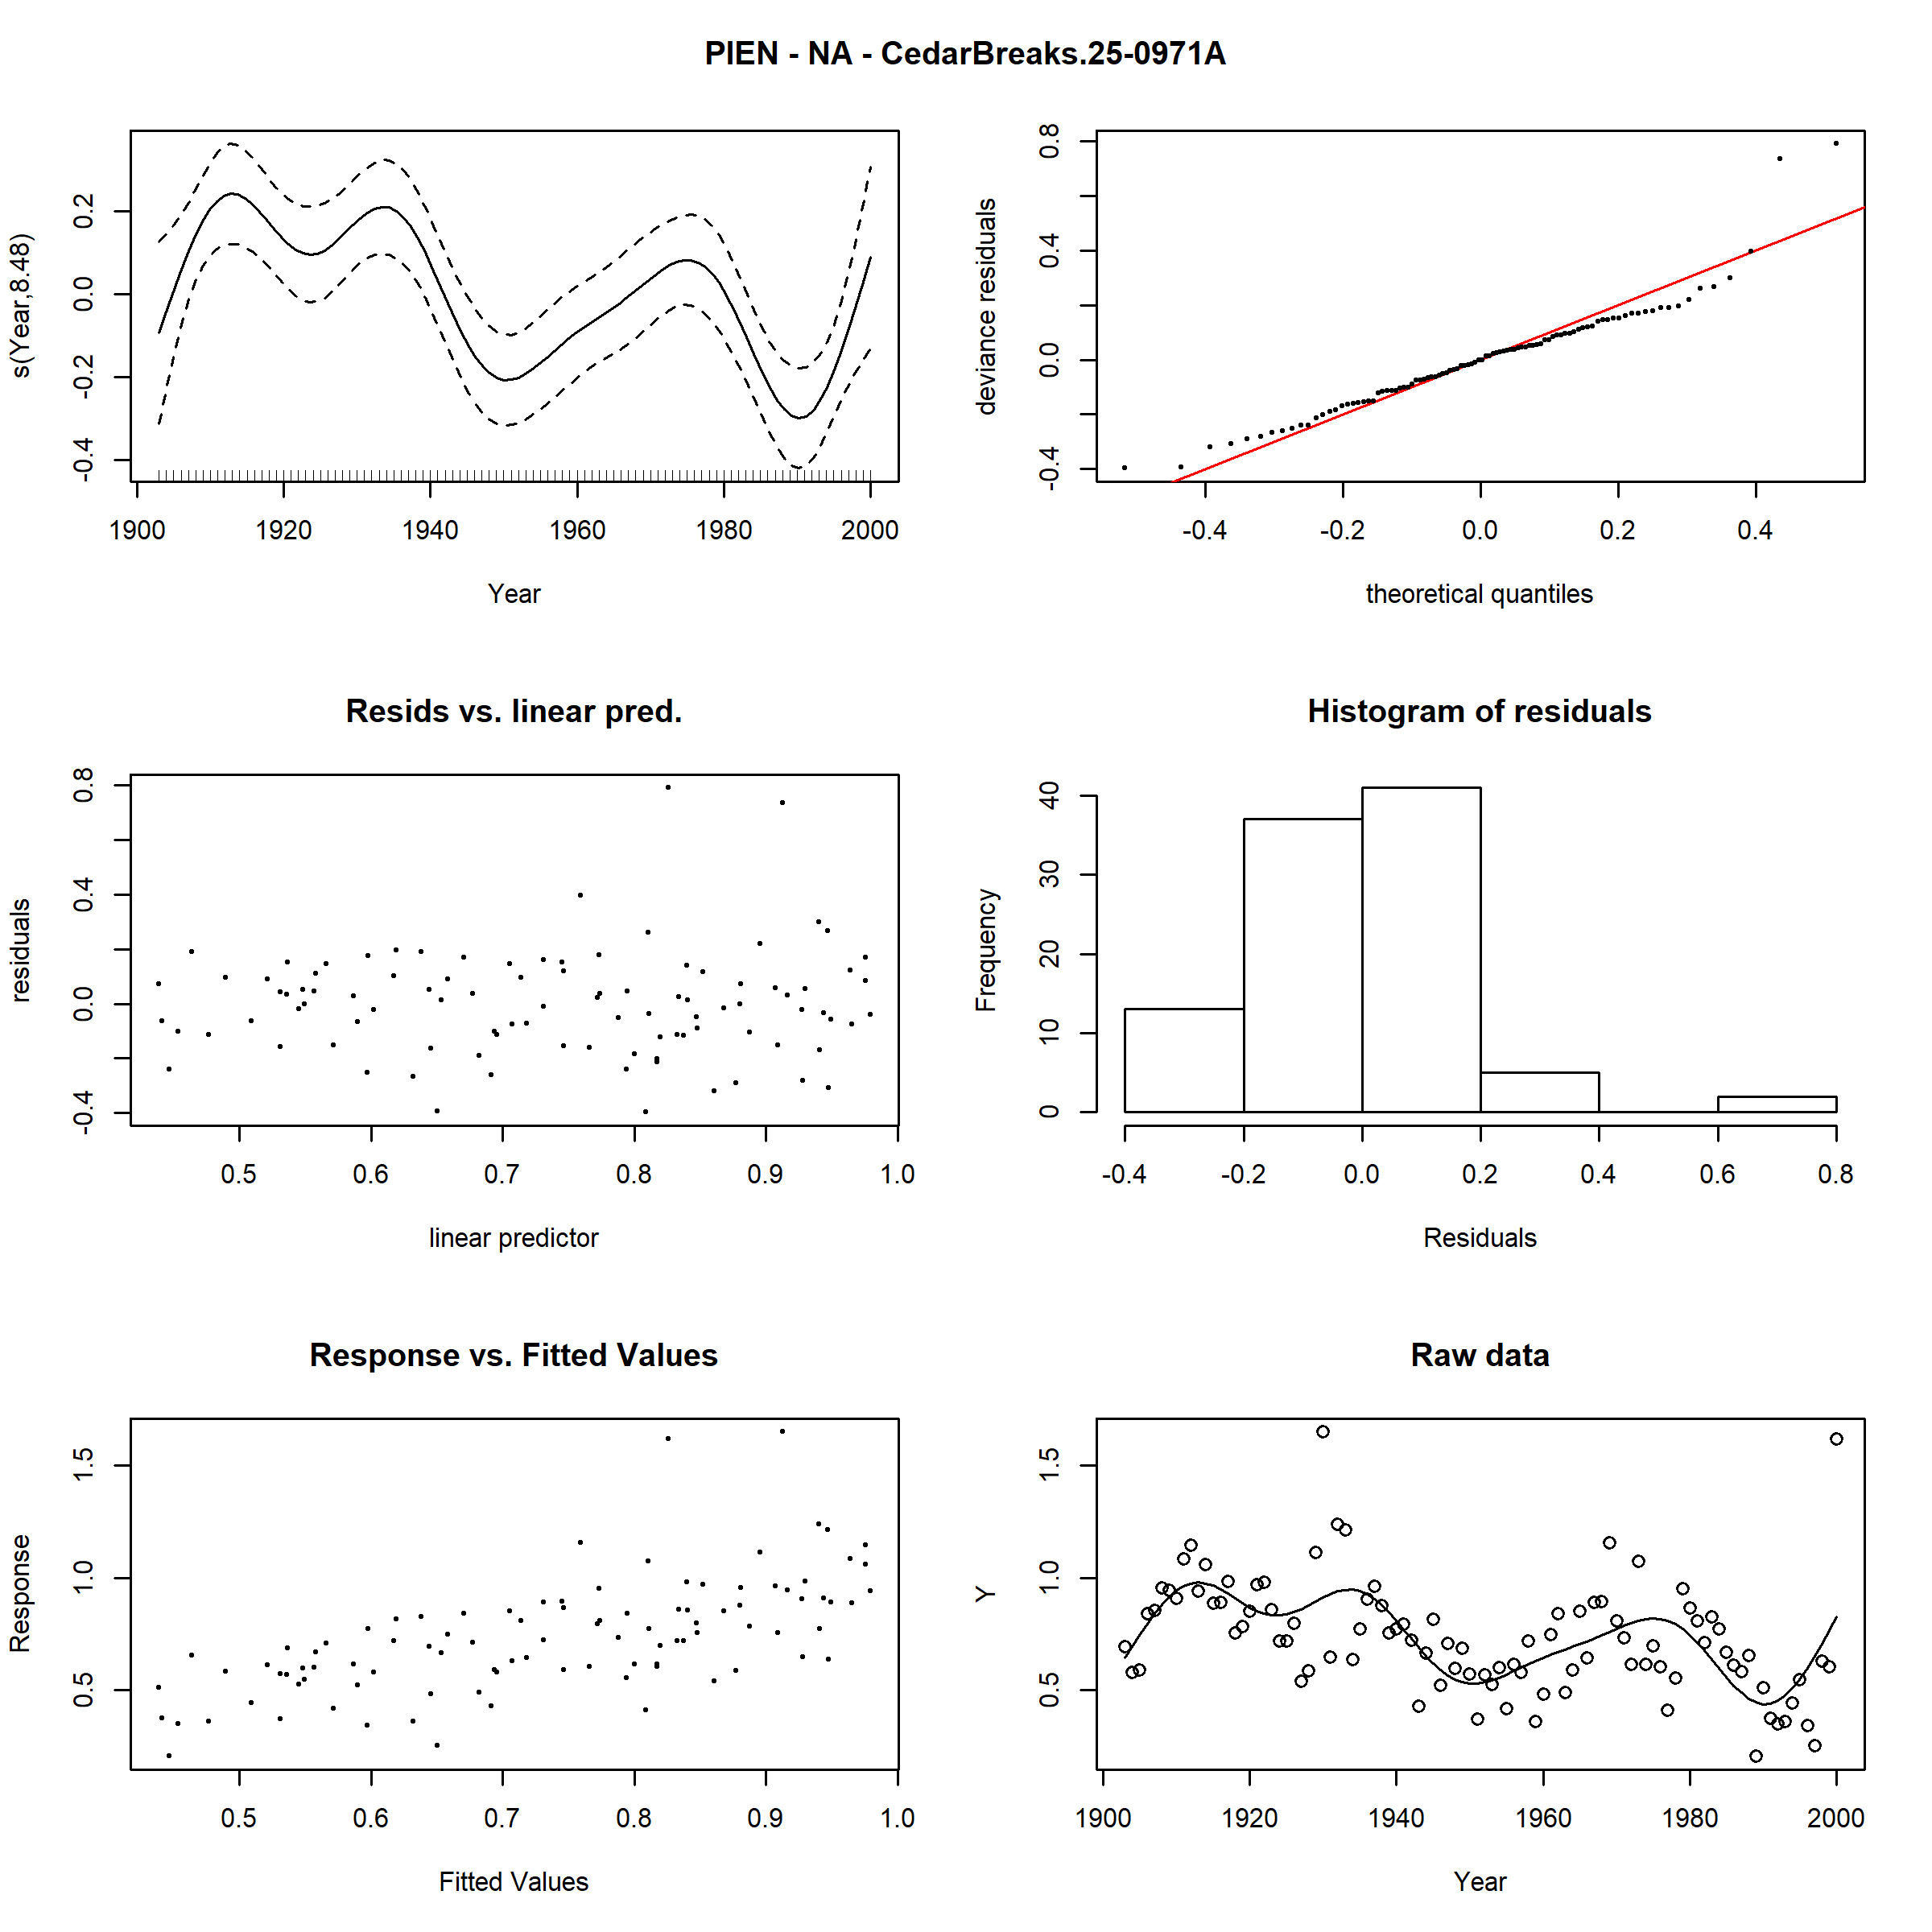 PIEN - NA - CedarBreaks.25-0971A
s(Year,8.48)
0.2
0.0
-0.2
-0.4
1900 1920 1940 1960 1980 2000
Year
deviance residuals
0.8
0.4
0.0
-0.4
-0.4 -0.2 0.0 0.2 0.4
theoretical quantiles
Resids vs. linear pred.
residuals
0.8
0.4
0.0
-0.4
0.5 0.6 0.7 0.8 0.9 1.0
linear predictor
Histogram of residuals
Frequency
40
30
20
10
0
-0.4 -0.2 0.0 0.2 0.4 0.6 0.8
Residuals
Response vs. Fitted Values
Response
1.5
1.0
0.5
0.5 0.6 0.7 0.8 0.9 1.0
Fitted Values
Raw data
Y
1.5
1.0
0.5
1900 1920 1940 1960 1980 2000
Year